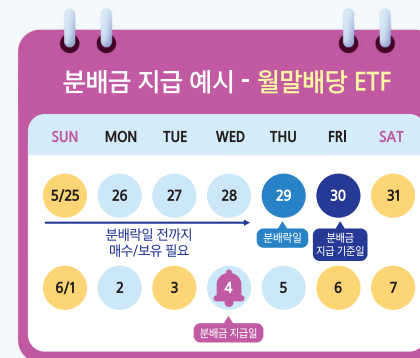 분배금 지급 예시 - 월말배당 ETF
SUN MON TUE WED THU FRI SAT
5/25 26 27 28 29 30 31
분배락일 전까지
매수/보유 필요
분배락일
분배금
지급 기준일
6/1 2 3 4 5 6 7
분배금 지급일